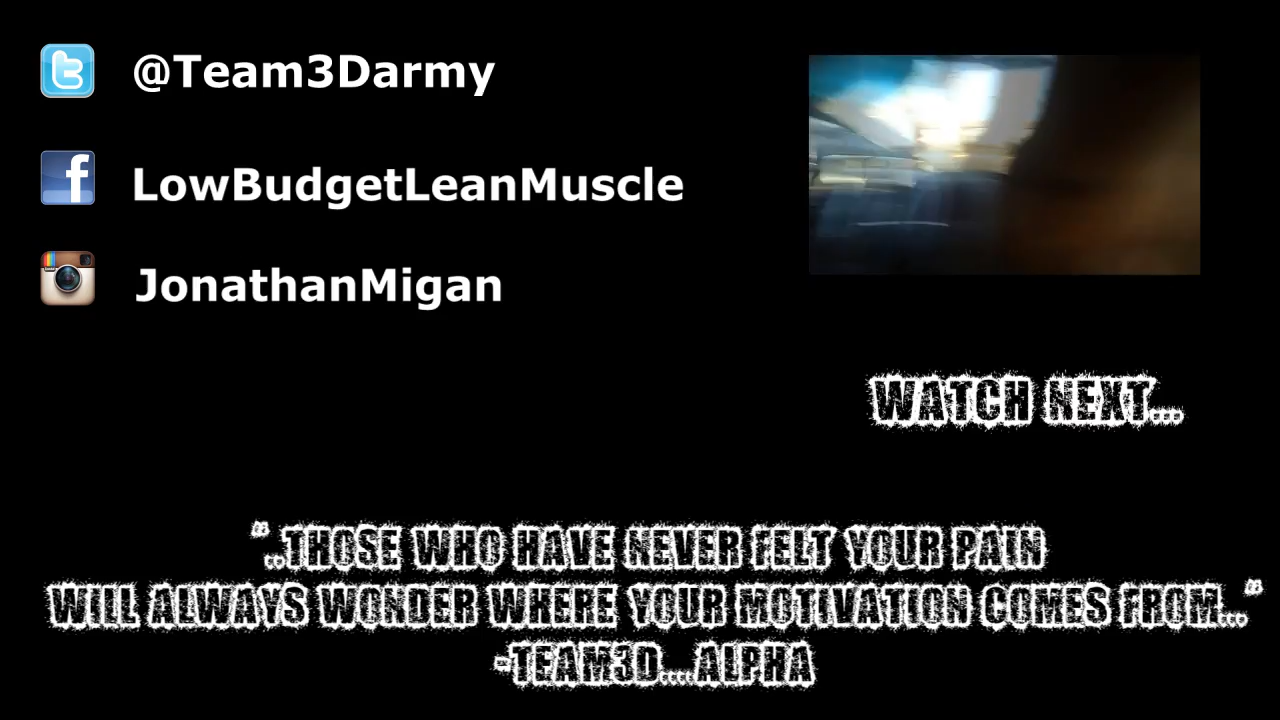 @Team3Darmy
LowBudgetLeanMuscle
JonathanMigan
WATCH NEXT...
"..THOSE WHO HAVE NEVER FELT YOUR PAIN
WILL ALWAYS WONDER WHERE YOUR MOTIVATION COMES FROM..."
-TEAM3D....ALPHA